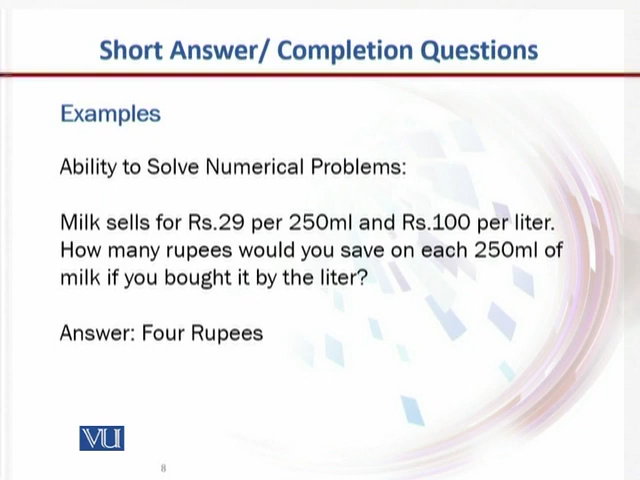 Short Answer/ Completion Questions
Examples
Ability to Solve Numerical Problems:
Milk sells for Rs.29 per 250ml and Rs.100 per liter.
How many rupees would you save on each 250ml of
milk if you bought it by the liter?
Answer: Four Rupees
VU
8